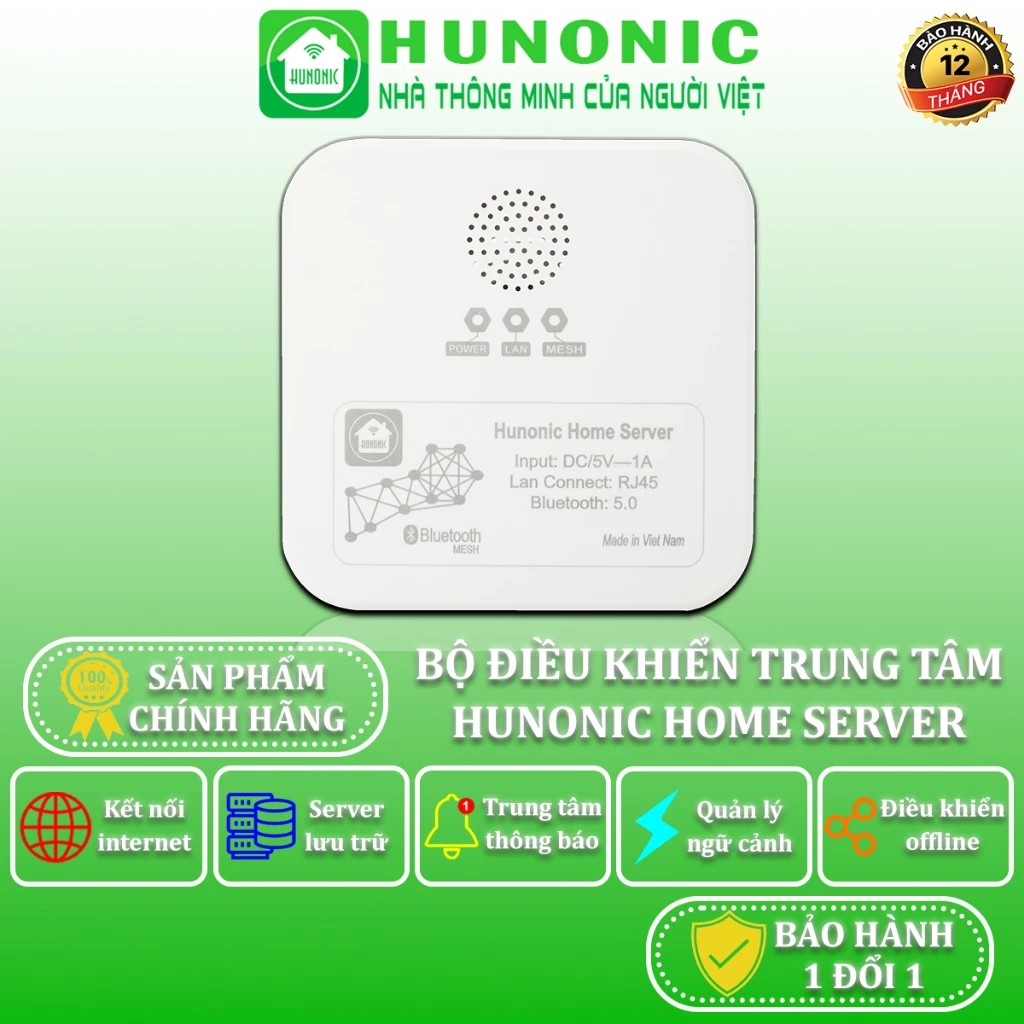 HUNONIC
HUNONIC
NHÀ THÔNG MINH CỦA NGƯỜI VIỆT
BẢO HÀNH
12
THÁNG
POWER LAN MESH
HUNONIC
Hunonic Home Server
Input: DC/5V—1A
Lan Connect: RJ45
Bluetooth: 5.0
Bluetooth
MESH
Made in Viet Nam
100%
Quality
SẢN PHẨM
CHÍNH HÃNG
BỘ ĐIỀU KHIỂN TRUNG TÂM
HUNONIC HOME SERVER
Kết nối
internet
Server
lưu trữ
1
Trung tâm
thông báo
Quản lý
ngữ cảnh
Điều khiển
offline
BẢO HÀNH
1 ĐỔI 1